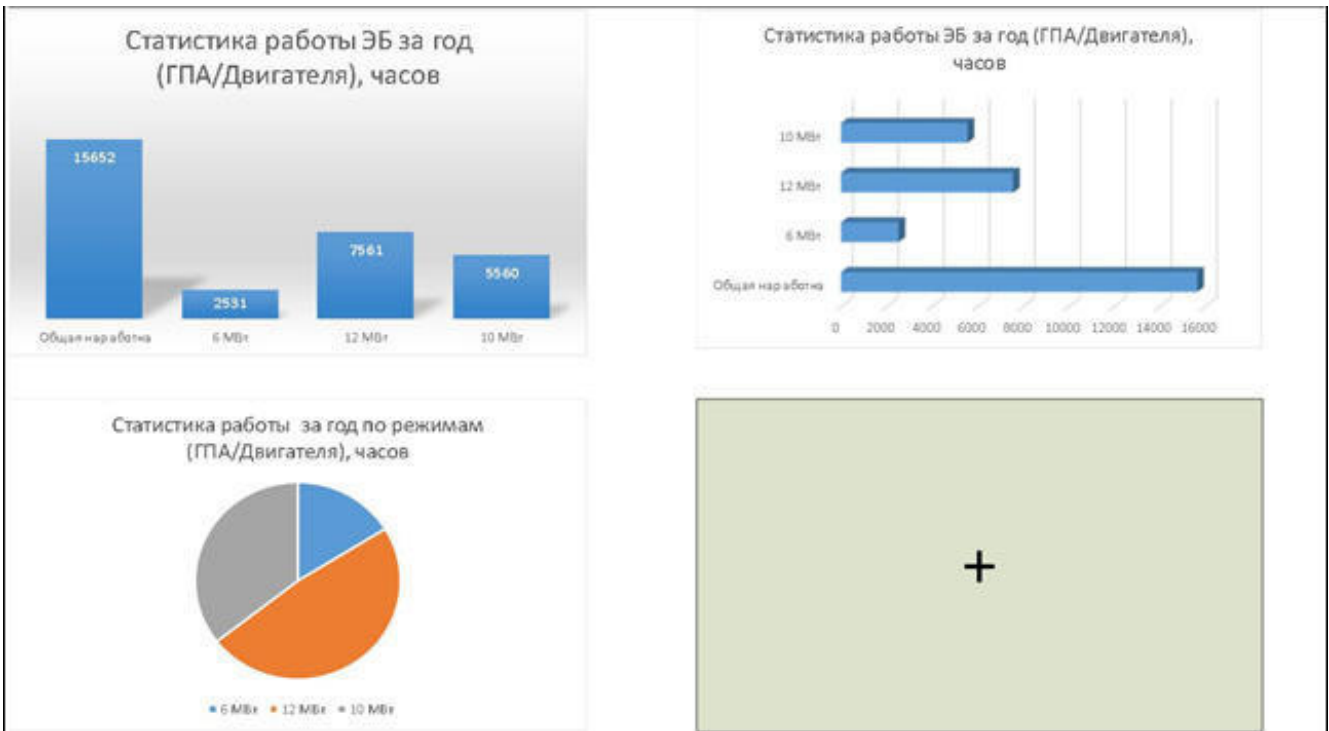 Статистика работы ЭБ за год
(ГПА/Двигателя), часов
15652
2531
7561
5560
Общая наработка 6 МВт 12 МВт 10 МВт
Статистика работы ЭБ за год (ГПА/Двигателя),
часов
10 МВт
12 МВт
6 МВт
Общая наработка
0 2000 4000 6000 8000 10000 12000 14000 16000
Статистика работы за год по режимам
(ГПА/Двигателя), часов
6 МВт 12 МВт 10 МВт
+